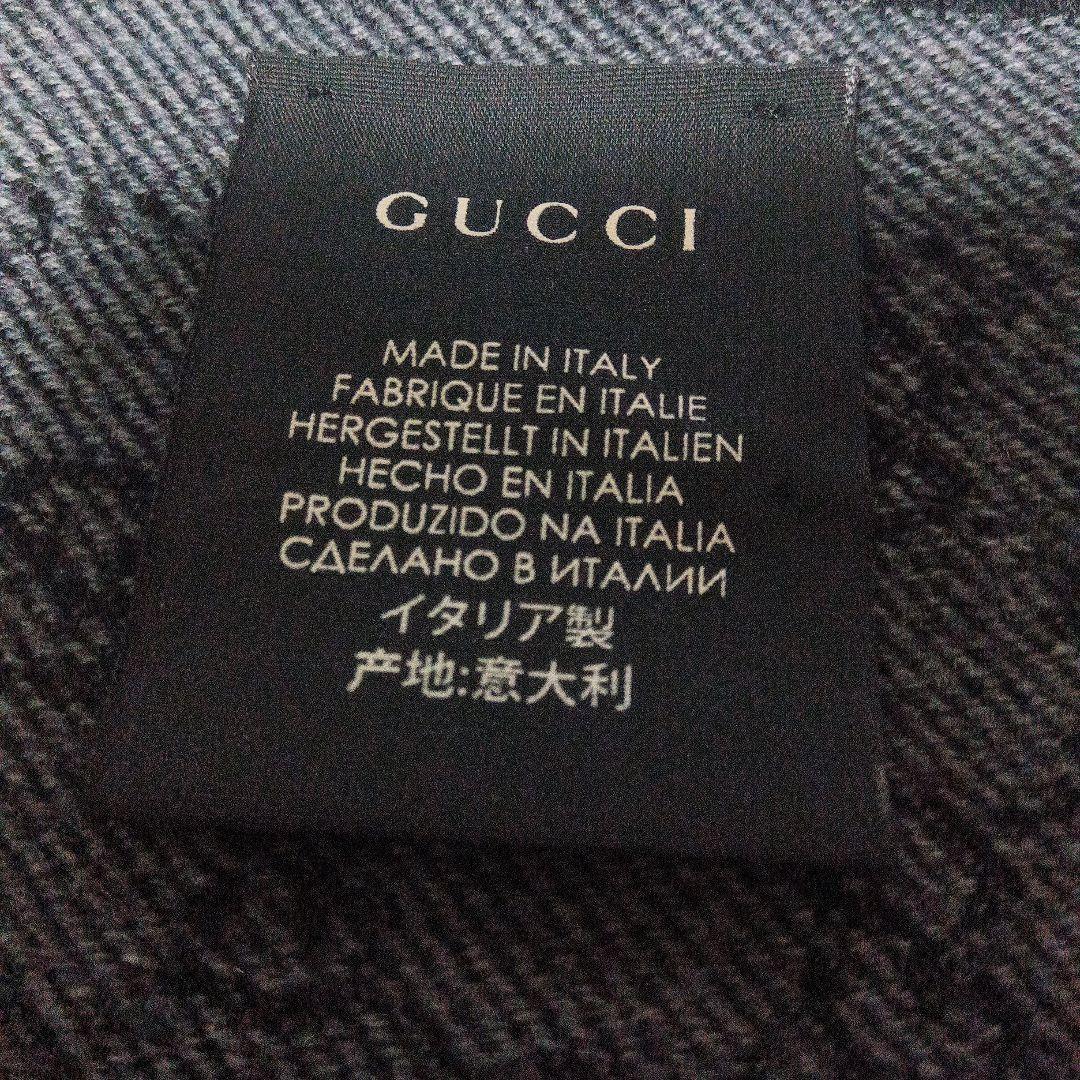 GUCCI
MADE IN ITALY
FABRIQUE EN ITALIE
HERGESTELLT IN ITALIEN
HECHO EN ITALIA
PRODUZIDO NA ITALIA
СДЕЛАНО В ИТАЛИИ
イタリア製
产地:意大利